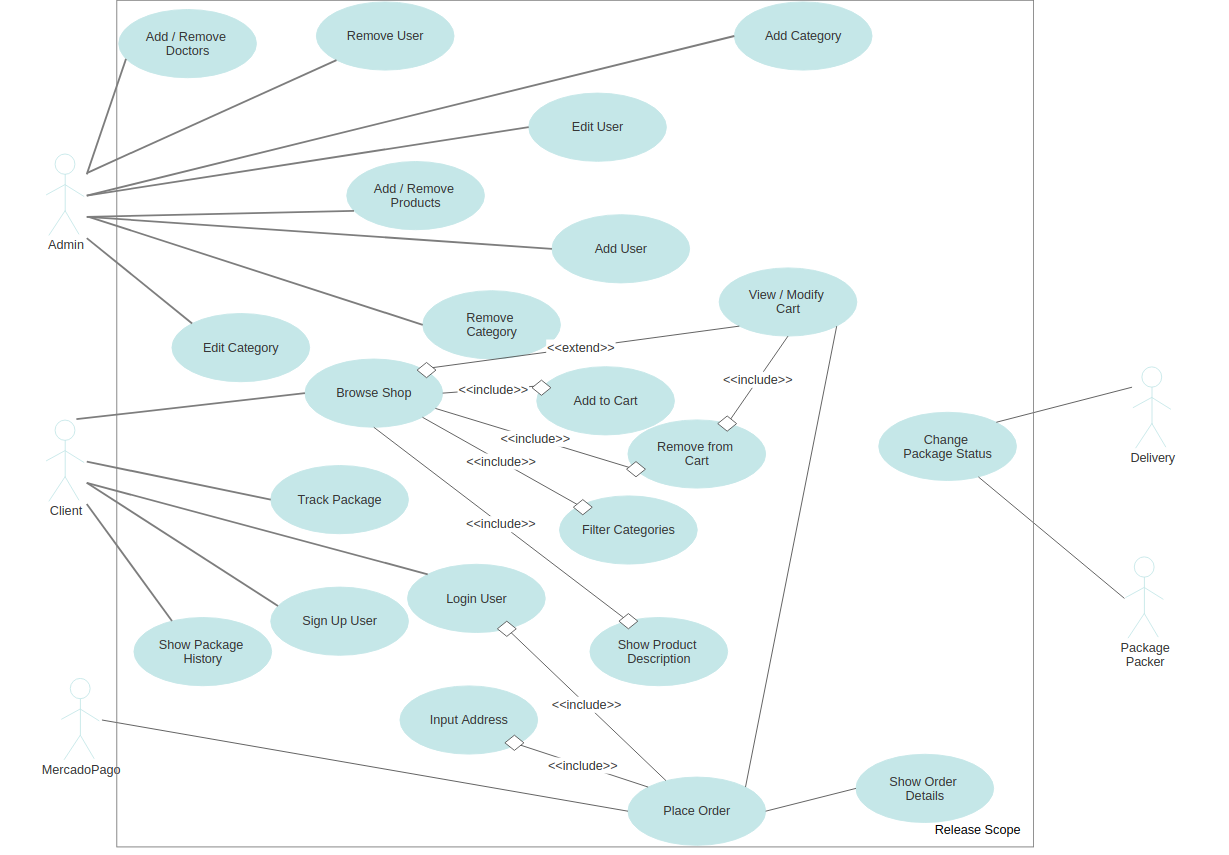 Add / Remove
Doctors
Remove User
Add Category
Edit User
Add / Remove
Products
Add User
Admin
View / Modify
Cart
Remove
Category
Edit Category
<<extend>>
<<include>>
Browse Shop
<<include>>
Add to Cart
<<include>>
Remove from
Cart
Change
Package Status
Delivery
<<include>>
Track Package
Client
<<include>>
Filter Categories
Login User
Sign Up User
Show Package
History
Show Product
Description
Package
Packer
<<include>>
Input Address
MercadoPago
<<include>>
Place Order
Show Order
Details
Release Scope